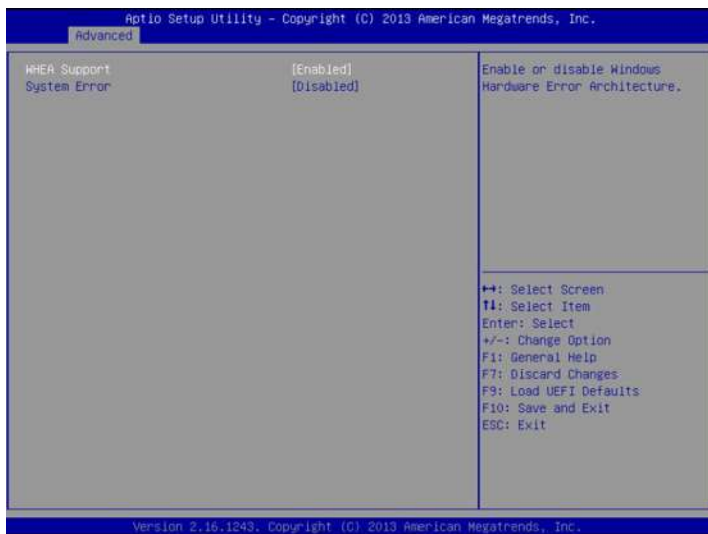 Aptio Setup Utility – Copyright (C) 2013 American Megatrends, Inc.
Advanced
WHEA Support [Enabled]
System Error [Disabled]
Enable or disable Windows
Hardware Error Architecture.
↔: Select Screen
↑↓: Select Item
Enter: Select
+/-: Change Option
F1: General Help
F7: Discard Changes
F9: Load UEFI Defaults
F10: Save and Exit
ESC: Exit
Version 2.16.1243. Copyright (C) 2013 American Megatrends, Inc.